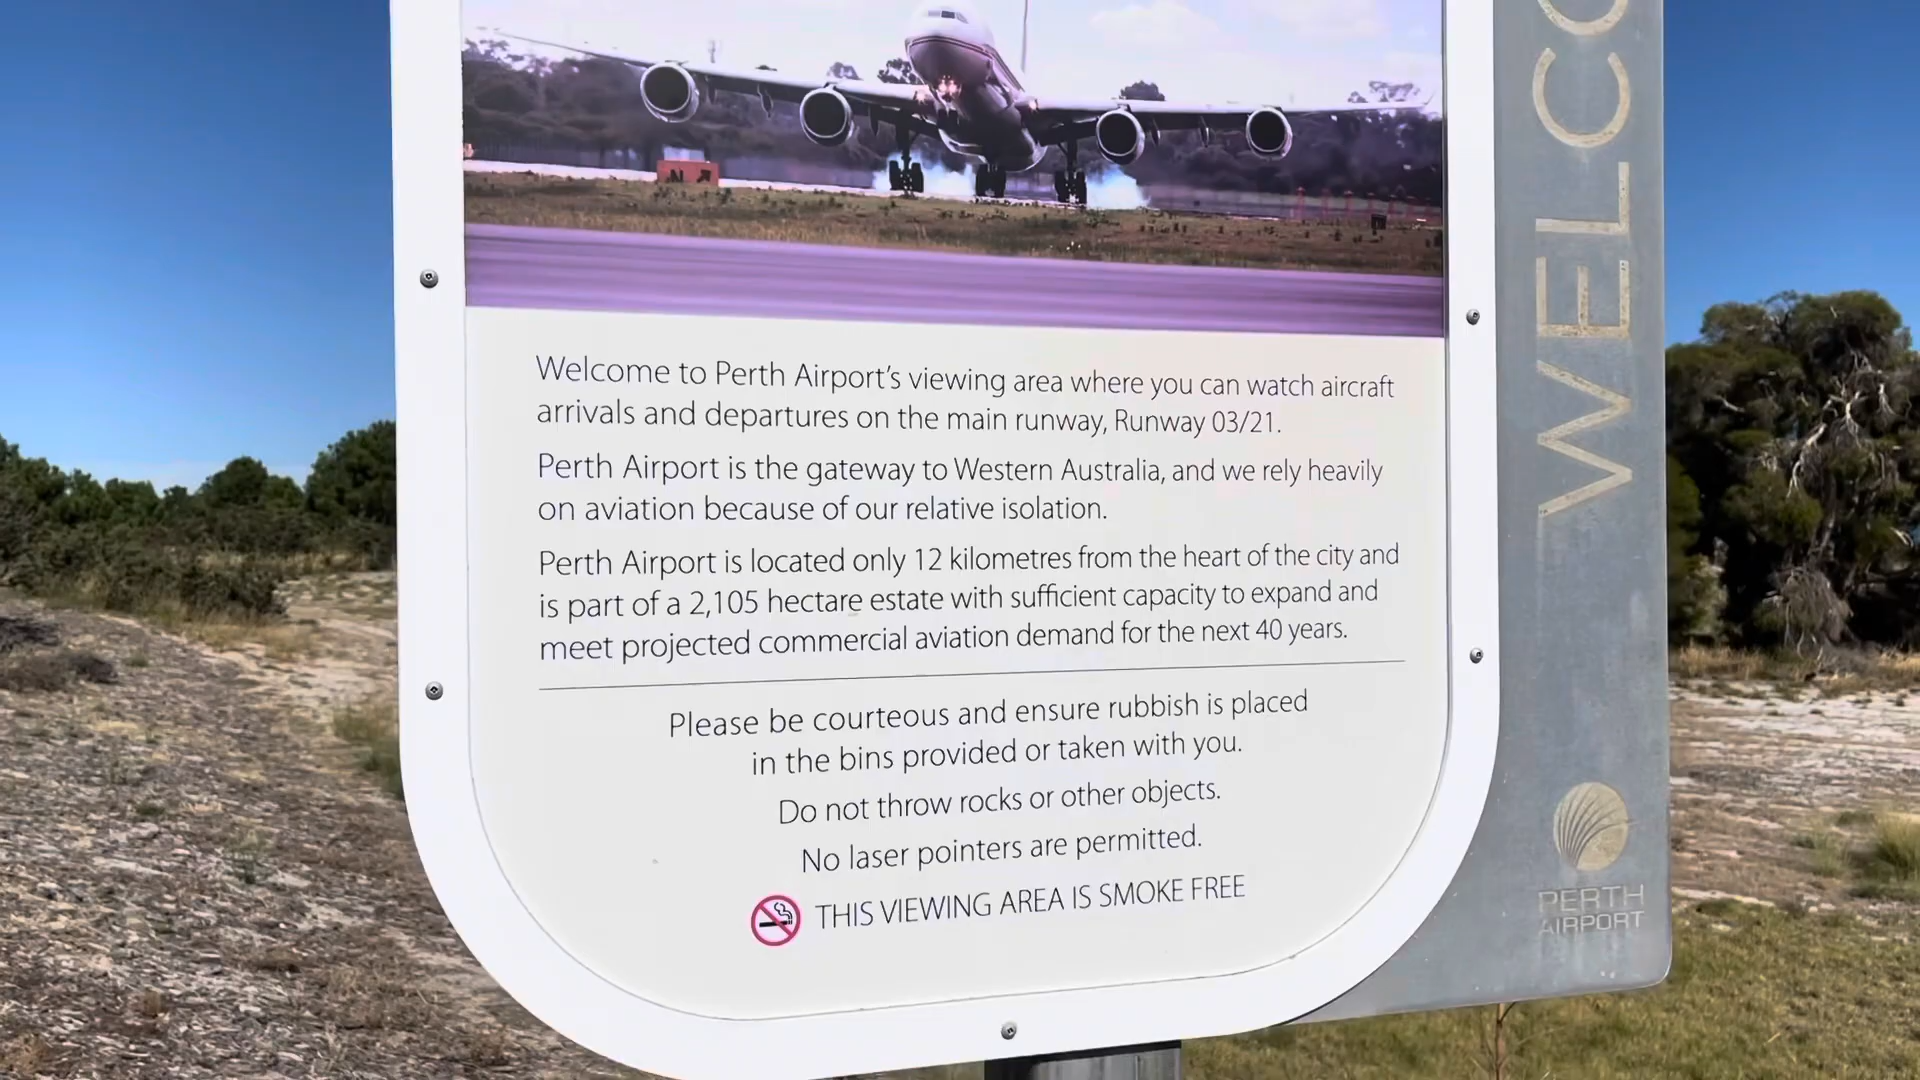 Welcome to Perth Airport's viewing area where you can watch aircraft
arrivals and departures on the main runway, Runway 03/21.
Perth Airport is the gateway to Western Australia, and we rely heavily
on aviation because of our relative isolation.
Perth Airport is located only 12 kilometres from the heart of the city and
is part of a 2,105 hectare estate with sufficient capacity to expand and
meet projected commercial aviation demand for the next 40 years.
Please be courteous and ensure rubbish is placed
in the bins provided or taken with you.
Do not throw rocks or other objects.
No laser pointers are permitted.
THIS VIEWING AREA IS SMOKE FREE
WELC
PERTH
AIRPORT